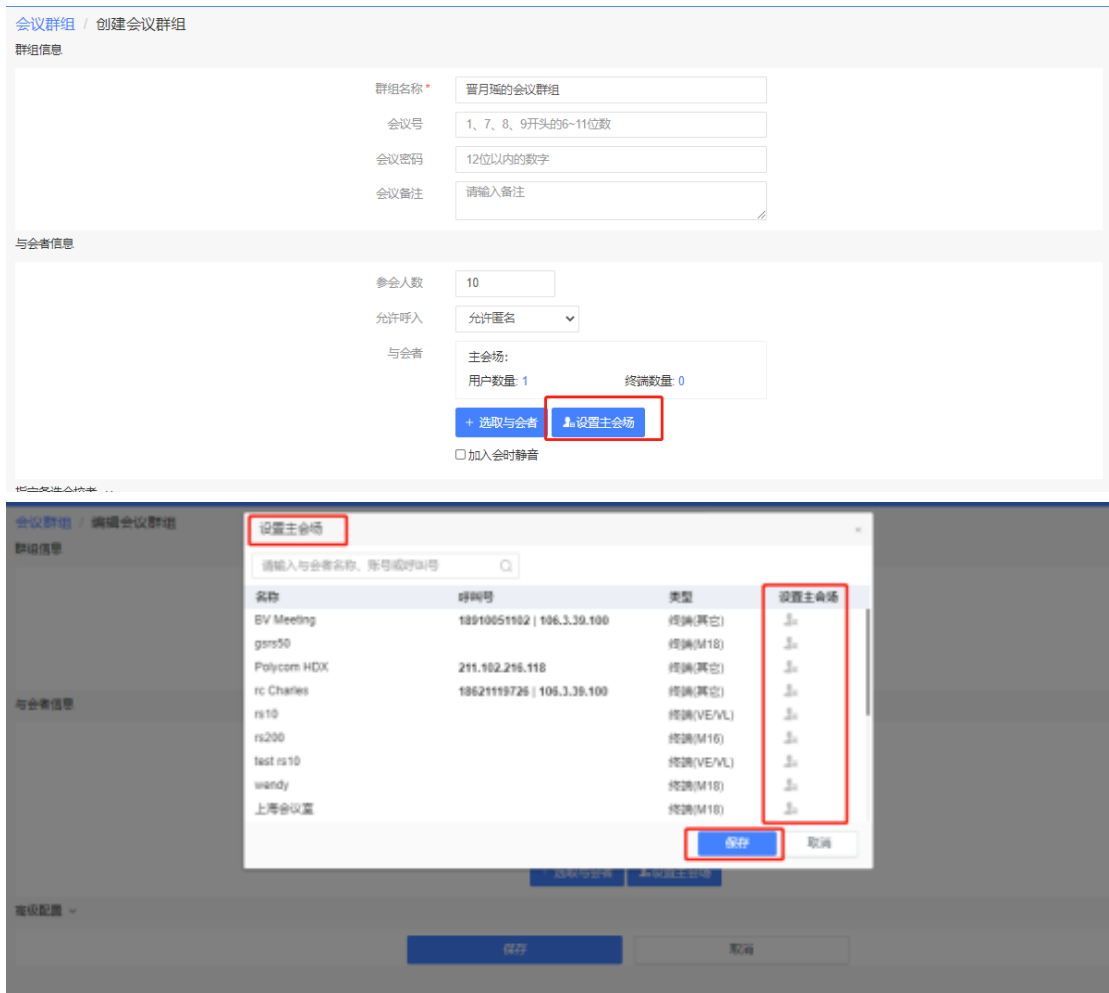 会议群组 / 创建会议群组
群组信息
群组名称 * 晋月瑶的会议群组
会议号 1、7、8、9开头的6~11位数
会议密码 12位以内的数字
会议备注 请输入备注
与会者信息
参会人数 10
允许呼入 允许匿名
与会者 主会场:
用户数量: 1 终端数量: 0
+ 选取与会者 设置主会场
加入会时静音
会议群组 / 编辑会议群组
设置主会场 ×
群组信息
请输入与会者名称、账号或呼叫号
名称 呼叫号 类型 设置主会场
BV Meeting 18910051102 | 106.3.39.100 终端(其它)
gsrs50 终端(M18)
Polycom HDX 211.102.216.118 终端(其它)
rc Charles 18621119726 | 106.3.39.100 终端(其它)
与会者信息
rs10 终端(VE/VL)
rs200 终端(M16)
test rs10 终端(VE/VL)
wendy 终端(M18)
上海会议室 终端(M18)
保存 取消
+ 选取与会者 设置主会场
高级配置
保存 取消